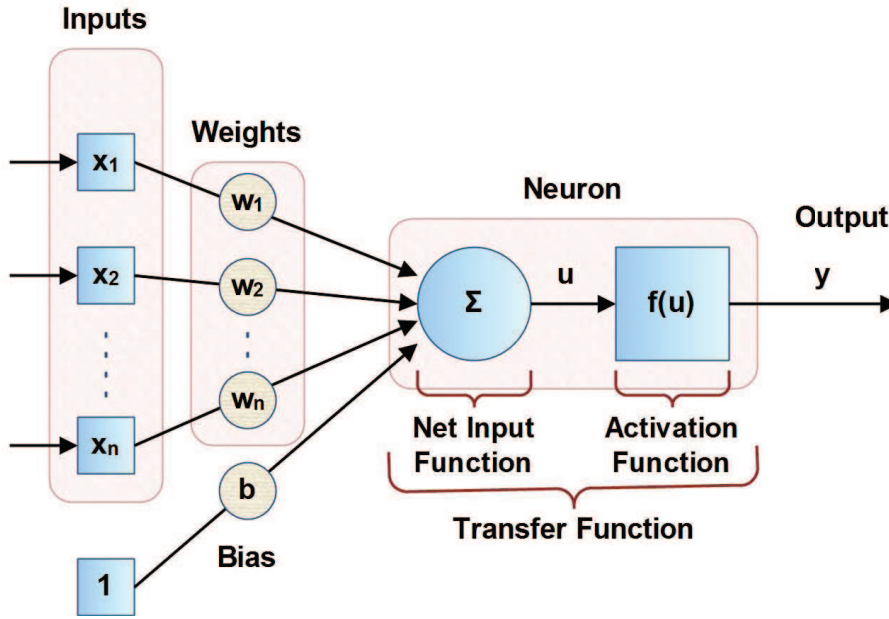 Inputs
Weights
Neuron
Output
x₁
w₁
x₂
w₂
Σ
u
f(u)
y
xₙ
wₙ
Net Input
Function
Activation
Function
b
Transfer Function
Bias
1